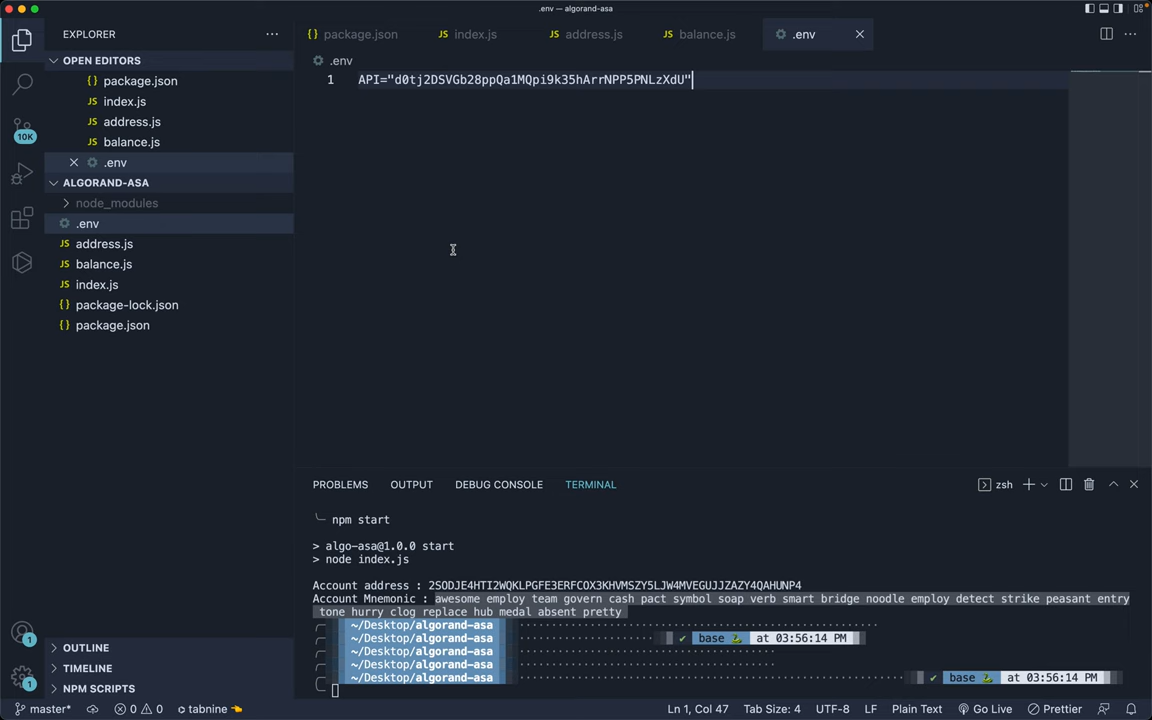 .env — algorand-asa
EXPLORER
package.json
index.js
address.js
balance.js
.env
OPEN EDITORS
package.json
index.js
address.js
balance.js
.env
ALGORAND-ASA
node_modules
.env
address.js
balance.js
index.js
package-lock.json
package.json
OUTLINE
TIMELINE
NPM SCRIPTS
10K
1
1
.env
1 API="d0tj2DSVGb28ppQa1MQpi9k35hArrNPP5PNLzXdU"
PROBLEMS OUTPUT DEBUG CONSOLE TERMINAL
zsh
npm start
> algo-asa@1.0.0 start
> node index.js
Account address : 2SODJE4HTI2WQKLPGFE3ERFCOX3KHVMSZY5LJW4MVEGUJJZAZY4QAHUNP4
Account Mnemonic : awesome employ team govern cash pact symbol soap verb smart bridge noodle employ detect strike peasant entry
tone hurry clog replace hub medal absent pretty
~/Desktop/algorand-asa
~/Desktop/algorand-asa ✔ base at 03:56:14 PM
~/Desktop/algorand-asa
~/Desktop/algorand-asa
~/Desktop/algorand-asa ✔ base at 03:56:14 PM
master* 0 0 tabnine Ln 1, Col 47 Tab Size: 4 UTF-8 LF Plain Text Go Live Prettier